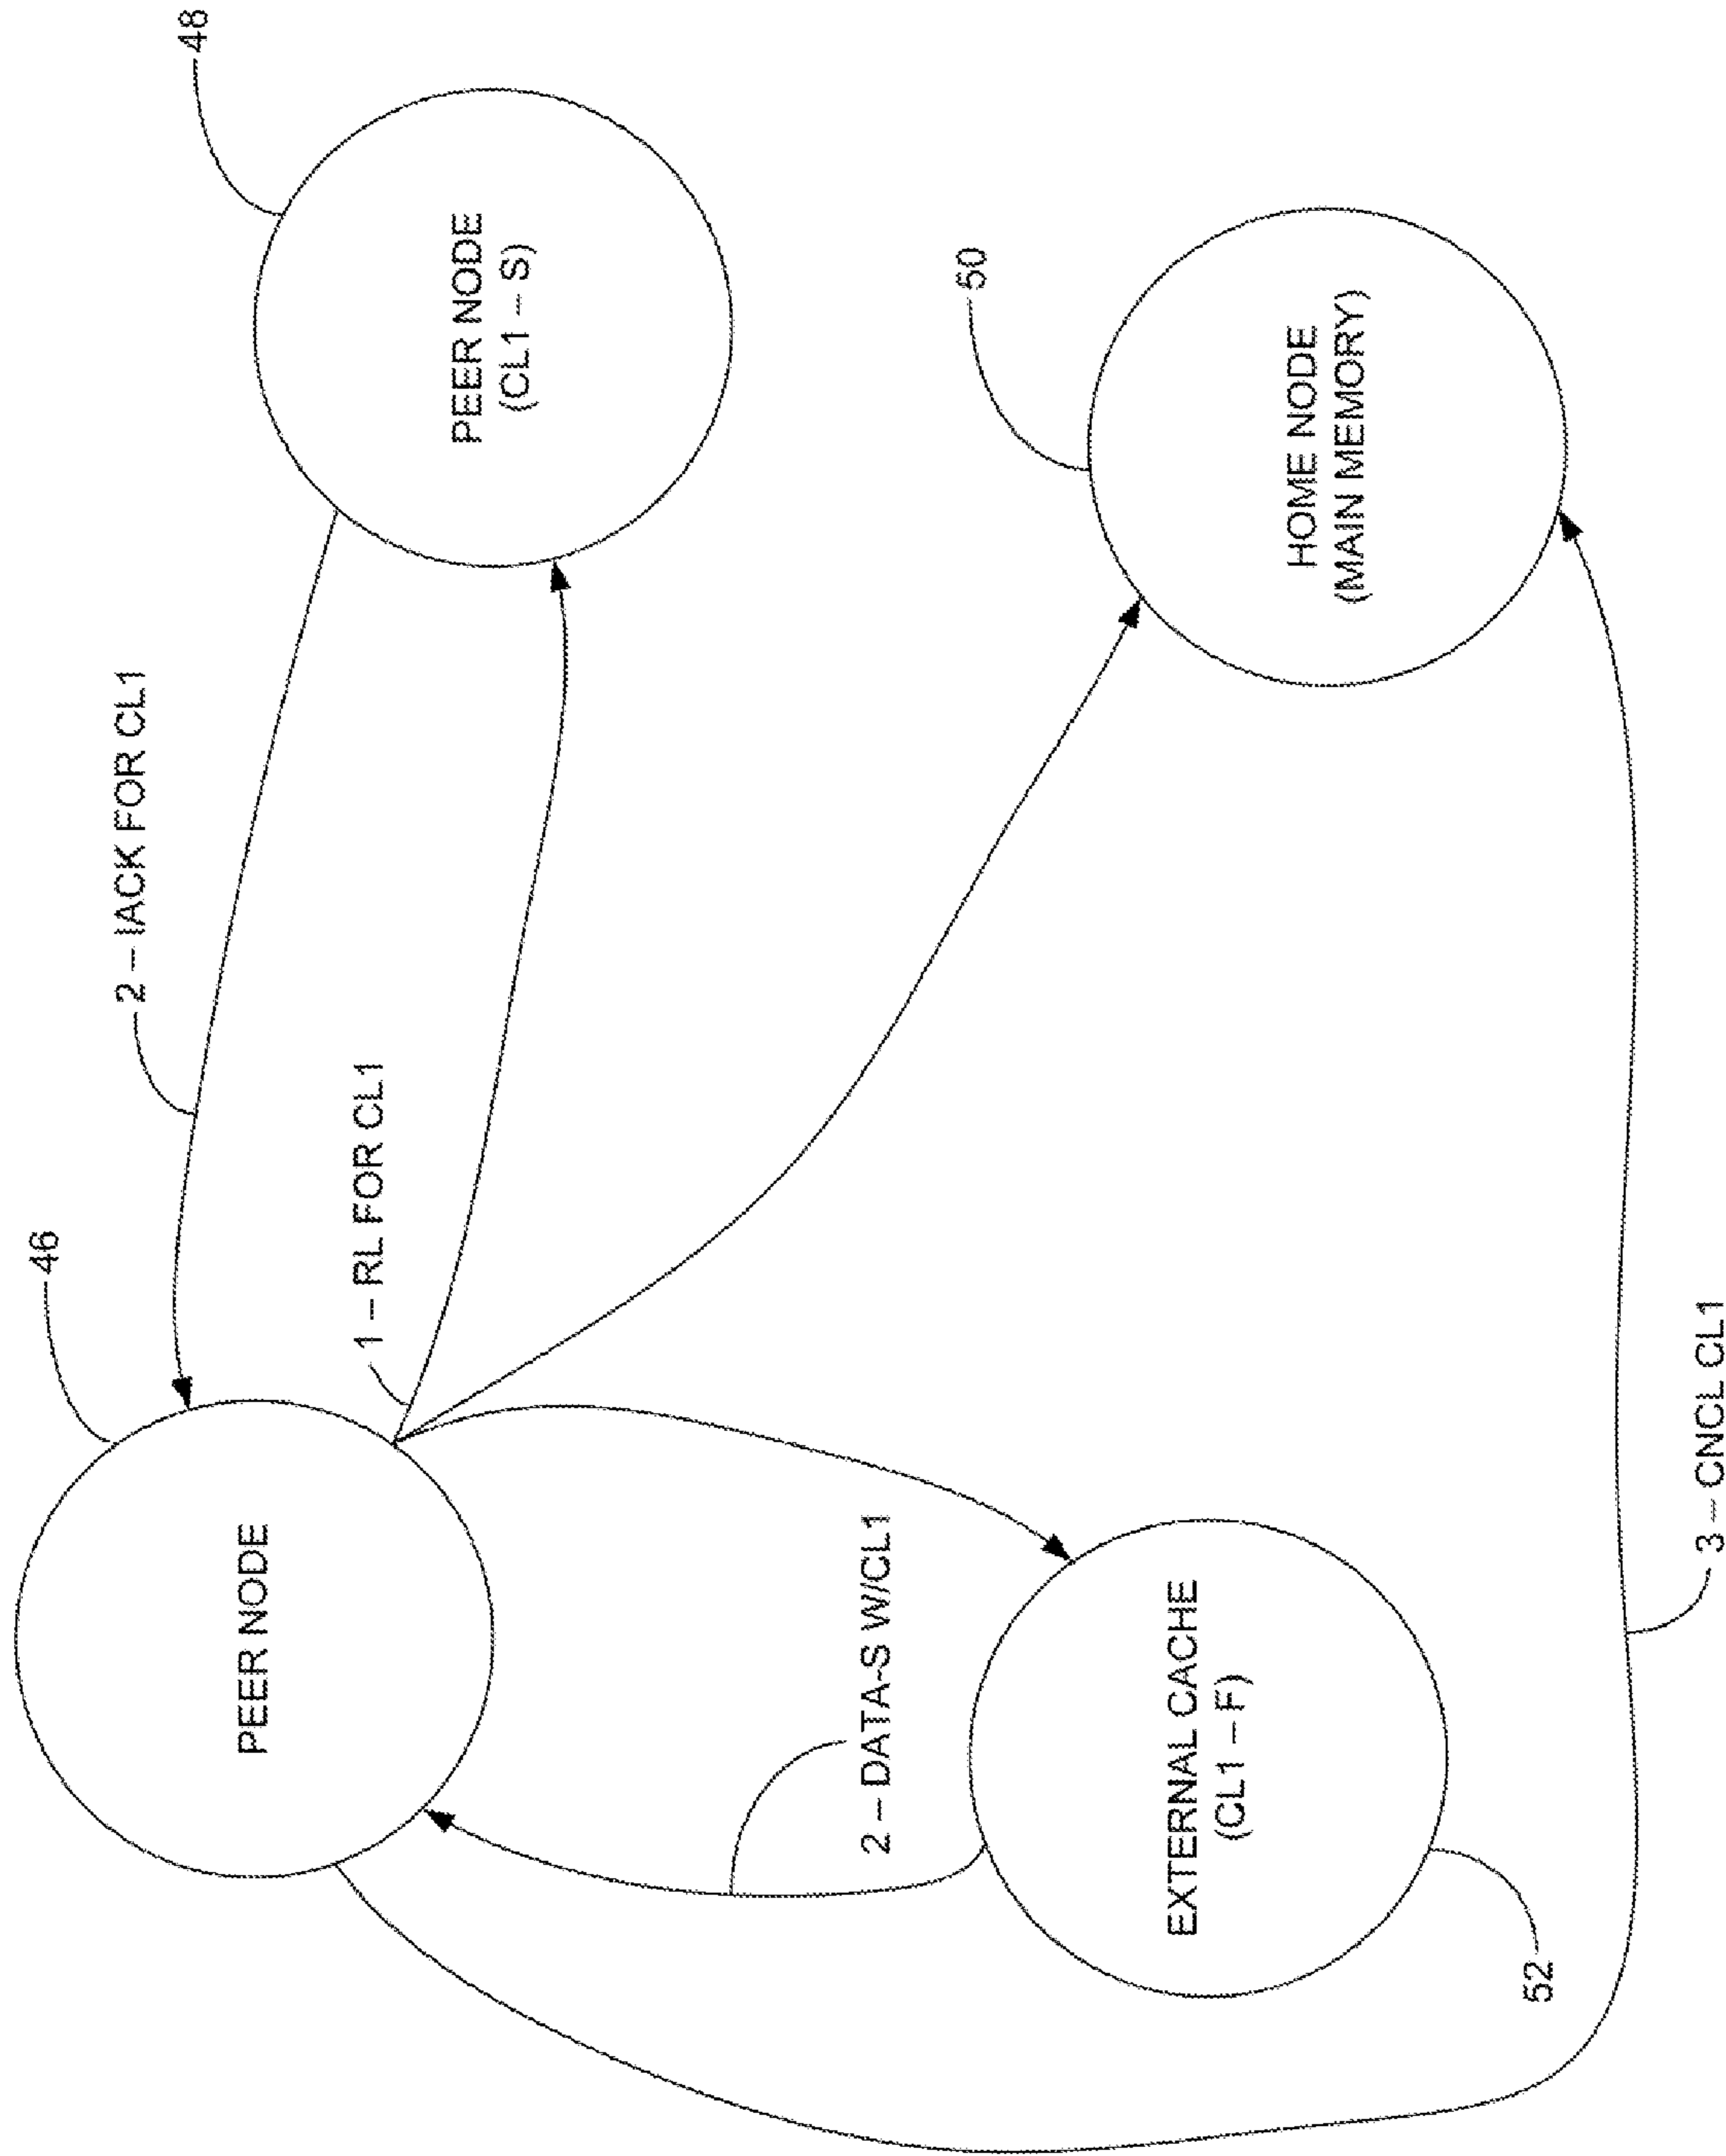 46
48
2 – IACK FOR CL1
PEER NODE
PEER NODE
(CL1 – S)
1 – RL FOR CL1
50
2 – DATA-S W/CL1
EXTERNAL CACHE
(CL1 – F)
HOME NODE
(MAIN MEMORY)
52
3 – CNCL CL1